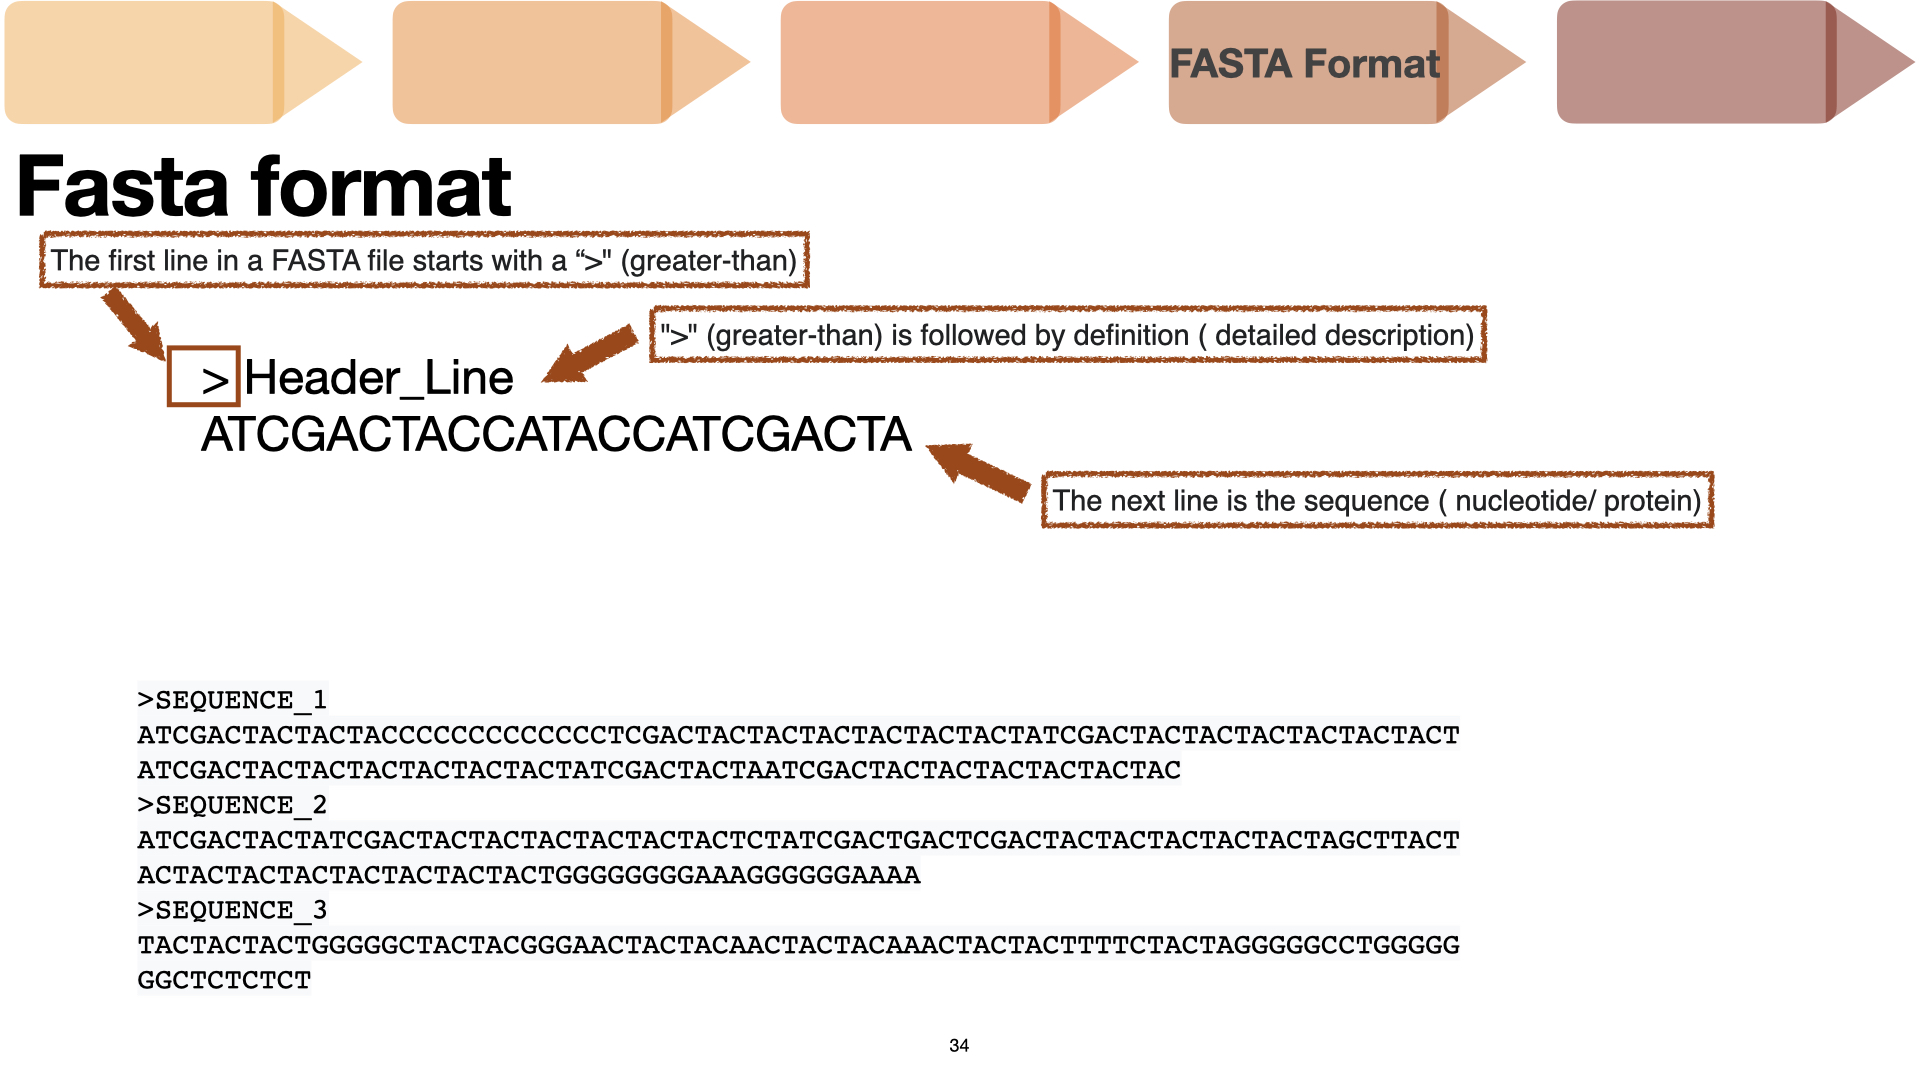 FASTA Format
Fasta format
The first line in a FASTA file starts with a “>" (greater-than)
">" (greater-than) is followed by definition ( detailed description)
> Header_Line
ATCGACTACCATACCATCGACTA
The next line is the sequence ( nucleotide/ protein)
>SEQUENCE_1
ATCGACTACTACTACCCCCCCCCCCCCTCGACTACTACTACTACTACTACTATCGACTACTACTACTACTACTACT
ATCGACTACTACTACTACTACTACTATCGACTACTAATCGACTACTACTACTACTACTAC
>SEQUENCE_2
ATCGACTACTATCGACTACTACTACTACTACTACTCTATCGACTGACTCGACTACTACTACTACTACTAGCTTACT
ACTACTACTACTACTACTACTACTGGGGGGGGAAAGGGGGGAAAA
>SEQUENCE_3
TACTACTACTGGGGGCTACTACGGGAACTACTACAACTACTACAAACTACTACTTTTCTACTAGGGGGCCTGGGGG
GGCTCTCTCT
34